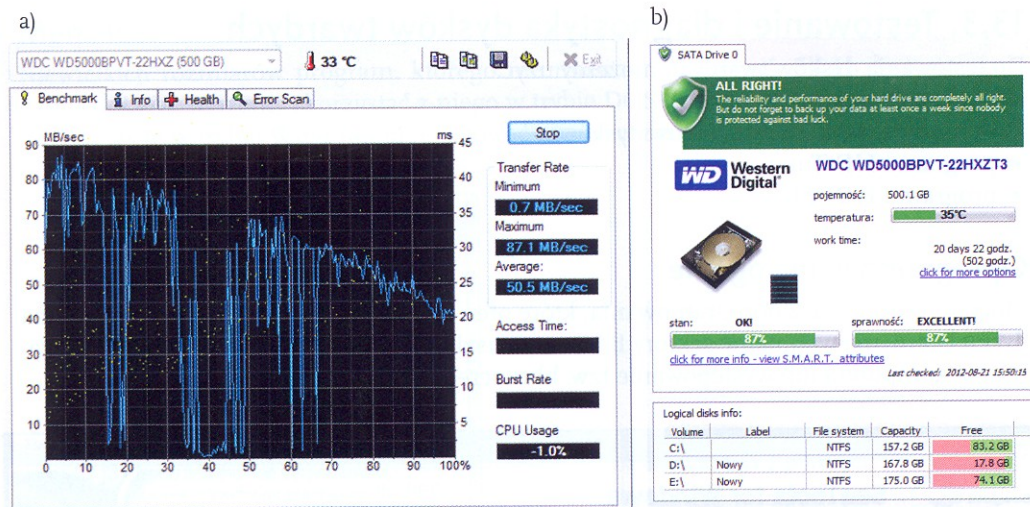 a)
WDC WD5000BPVT-22HXZ (500 GB)
33 °C
Exit
Benchmark
Info
Health
Error Scan
MB/sec
ms
90
80
70
60
50
40
30
20
10
45
40
35
30
25
20
15
10
5
0
10
20
30
40
50
60
70
80
90
100%
Stop
Transfer Rate
Minimum
0.7 MB/sec
Maximum
87.1 MB/sec
Average:
50.5 MB/sec
Access Time:
Burst Rate
CPU Usage
-1.0%
b)
SATA Drive 0
ALL RIGHT!
The reliability and performance of your hard drive are completely all right.
But do not forget to back up your data at least once a week since nobody
is protected against bad luck.
WD
Western
Digital®
WDC WD5000BPVT-22HXZT3
pojemność: 500.1 GB
temperatura: 35°C
work time: 20 days 22 godz.
(502 godz.)
click for more options
stan: OK!
87%
sprawność: EXCELLENT!
87%
click for more info - view S.M.A.R.T. attributes
Last checked: 2012-08-21 15:50:15
Logical disks info:
Volume Label File system Capacity Free
C:\ NTFS 157.2 GB 83.2 GB
D:\ Nowy NTFS 167.8 GB 17.8 GB
E:\ Nowy NTFS 175.0 GB 74.1 GB